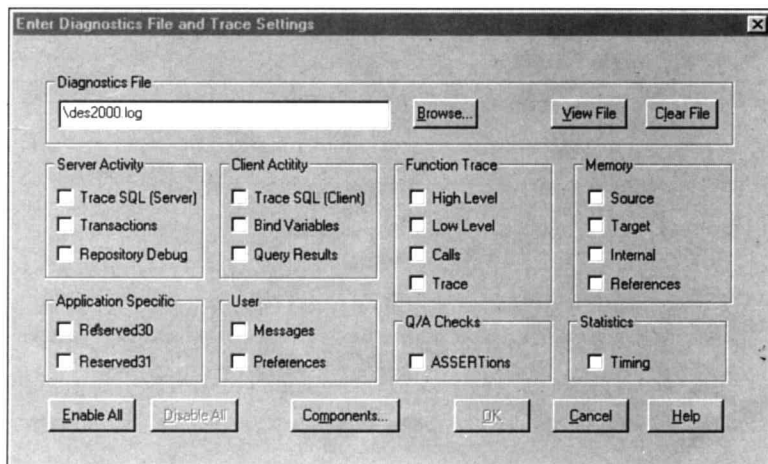 Enter Diagnostics File and Trace Settings
Diagnostics File
\des2000.log
Browse...
View File
Clear File
Server Activity
Trace SQL (Server)
Transactions
Repository Debug
Client Actitity
Trace SQL (Client)
Bind Variables
Query Results
Function Trace
High Level
Low Level
Calls
Trace
Memory
Source
Target
Internal
References
Application Specific
Reserved30
Reserved31
User
Messages
Preferences
Q/A Checks
ASSERTions
Statistics
Timing
Enable All
Disable All
Components...
OK
Cancel
Help